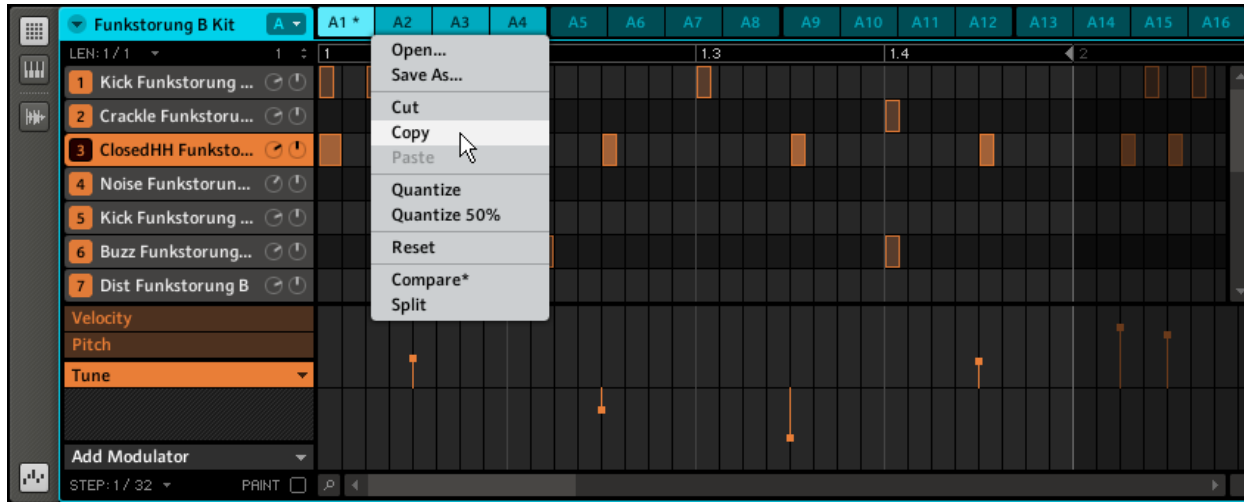 Funkstorung B Kit A A1 * A2 A3 A4 A5 A6 A7 A8 A9 A10 A11 A12 A13 A14 A15 A16
LEN: 1 / 1 1 1 1.3 1.4 2
1 Kick Funkstorung ...
2 Crackle Funkstoru...
3 ClosedHH Funksto...
4 Noise Funkstorun...
5 Kick Funkstorung ...
6 Buzz Funkstorung...
7 Dist Funkstorung B
Open...
Save As...
Cut
Copy
Paste
Quantize
Quantize 50%
Reset
Compare*
Split
Velocity
Pitch
Tune
Add Modulator
STEP: 1 / 32 PAINT